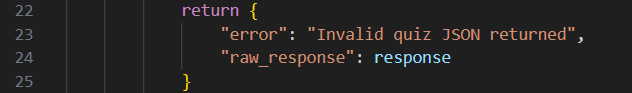 22 return {
23 "error": "Invalid quiz JSON returned",
24 "raw_response": response
25 }